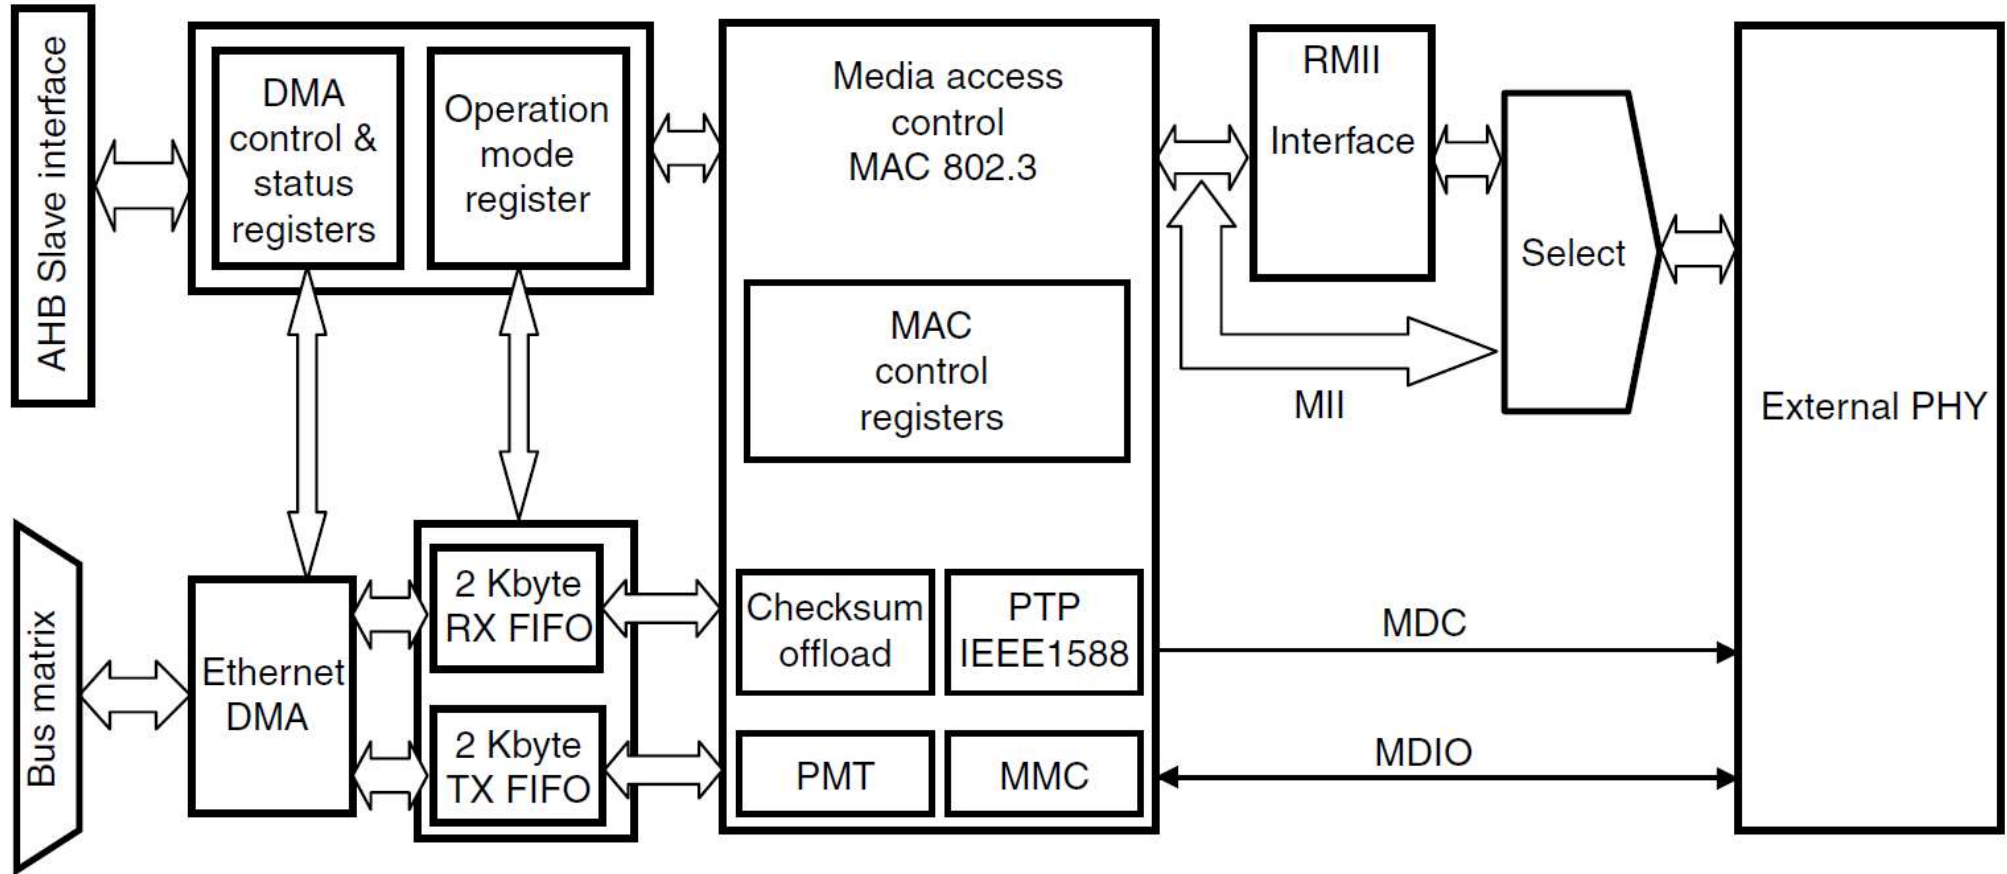 AHB Slave interface
DMA
control &
status
registers
Operation
mode
register
Media access
control
MAC 802.3
RMII
Interface
Select
External PHY
MAC
control
registers
MII
Bus matrix
Ethernet
DMA
2 Kbyte
RX FIFO
2 Kbyte
TX FIFO
Checksum
offload
PTP
IEEE1588
PMT
MMC
MDC
MDIO